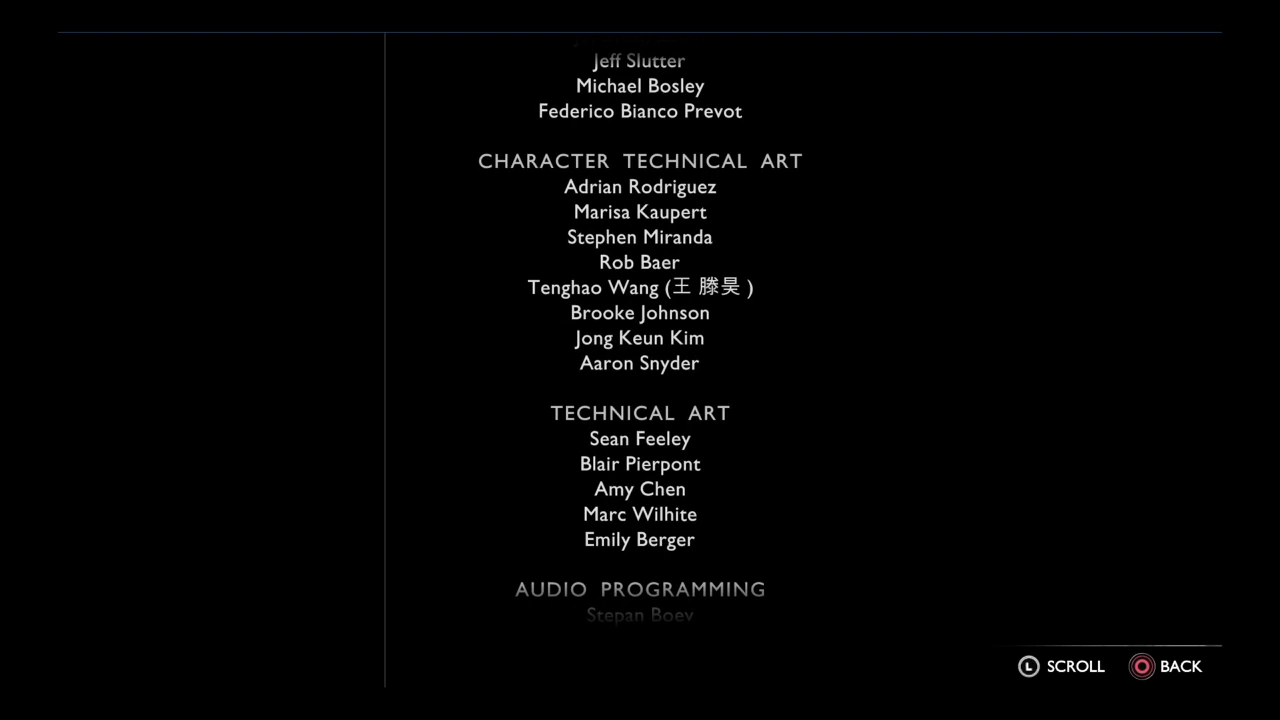 Jeff Slutter
Michael Bosley
Federico Bianco Prevot
CHARACTER TECHNICAL ART
Adrian Rodriguez
Marisa Kaupert
Stephen Miranda
Rob Baer
Tenghao Wang (王 滕昊 )
Brooke Johnson
Jong Keun Kim
Aaron Snyder
TECHNICAL ART
Sean Feeley
Blair Pierpont
Amy Chen
Marc Wilhite
Emily Berger
AUDIO PROGRAMMING
Stepan Boev
L SCROLL
BACK